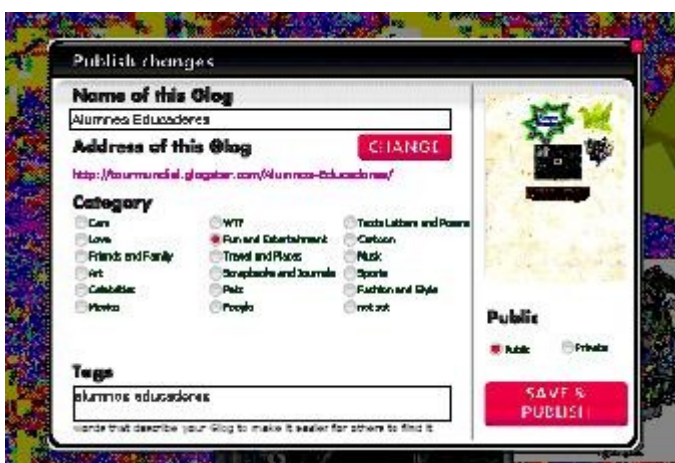 Publish changes
Name of this Glog
Alumnos Educadores
Address of this Glog
CHANGE
http://tourmundial.glogster.com/Alumnos-Educadores/
Category
Cars
WTF
Texts Letters and Poems
Love
Fun and Entertainment
Cartoon
Friends and Family
Travel and Places
Music
Art
Scrapbooks and Journals
Sports
Celebrities
Pets
Fashion and Style
Movies
People
not set
Public
Public
Private
Tags
alumnos educadores
words that describe your Glog to make it easier for others to find it
SAVE &
PUBLISH